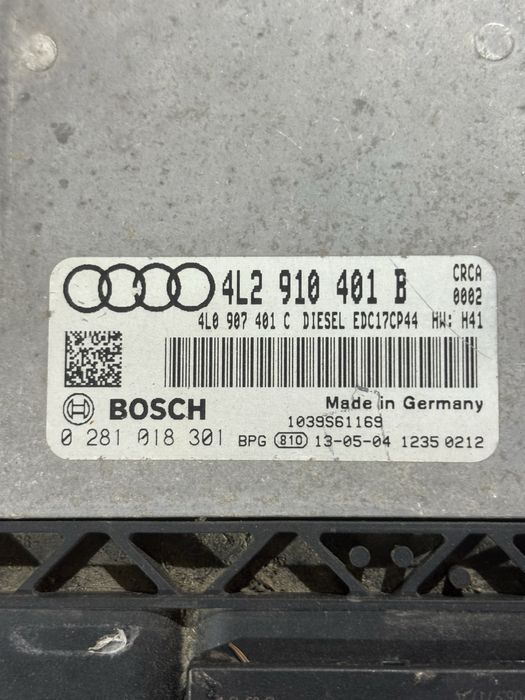 4L2 910 401 B
CRCA
0002
4L0 907 401 C DIESEL EDC17CP44 HW: H41
BOSCH
Made in Germany
1039S61169
0 281 018 301 BPG 810 13-05-04 1235 0212